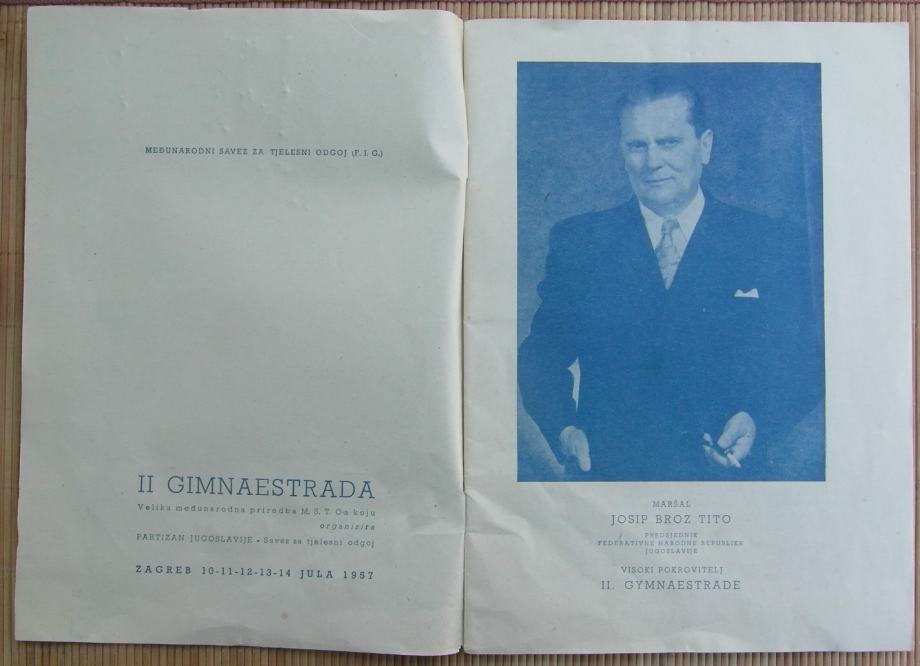 MEĐUNARODNI SAVEZ ZA TJELESNI ODGOJ (F. I. G.)
II GIMNAESTRADA
Velika međunarodna priredba M. S. T. O-a koju
organizira
PARTIZAN JUGOSLAVIJE - Savez za tjelesni odgoj
ZAGREB 10-11-12-13-14 JULA 1957
MARŠAL
JOSIP BROZ TITO
PREDSJEDNIK
FEDERATIVNE NARODNE REPUBLIKE
JUGOSLAVIJE
VISOKI POKROVITELJ
II. GYMNAESTRADE